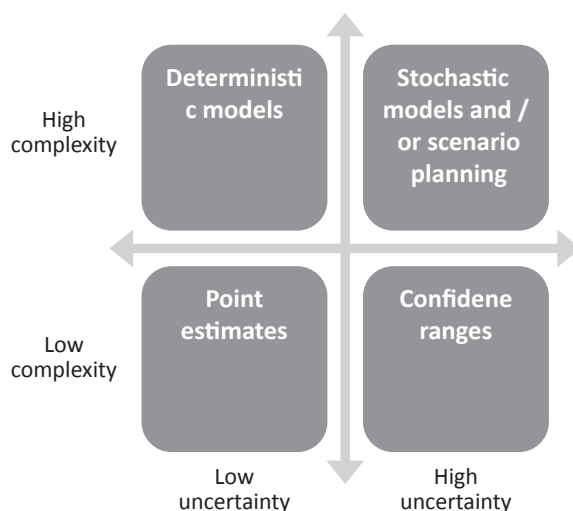 High
complexity
Deterministi
c models
Stochastic
models and /
or scenario
planning
Low
complexity
Point
estimates
Confidene
ranges
Low
uncertainty
High
uncertainty